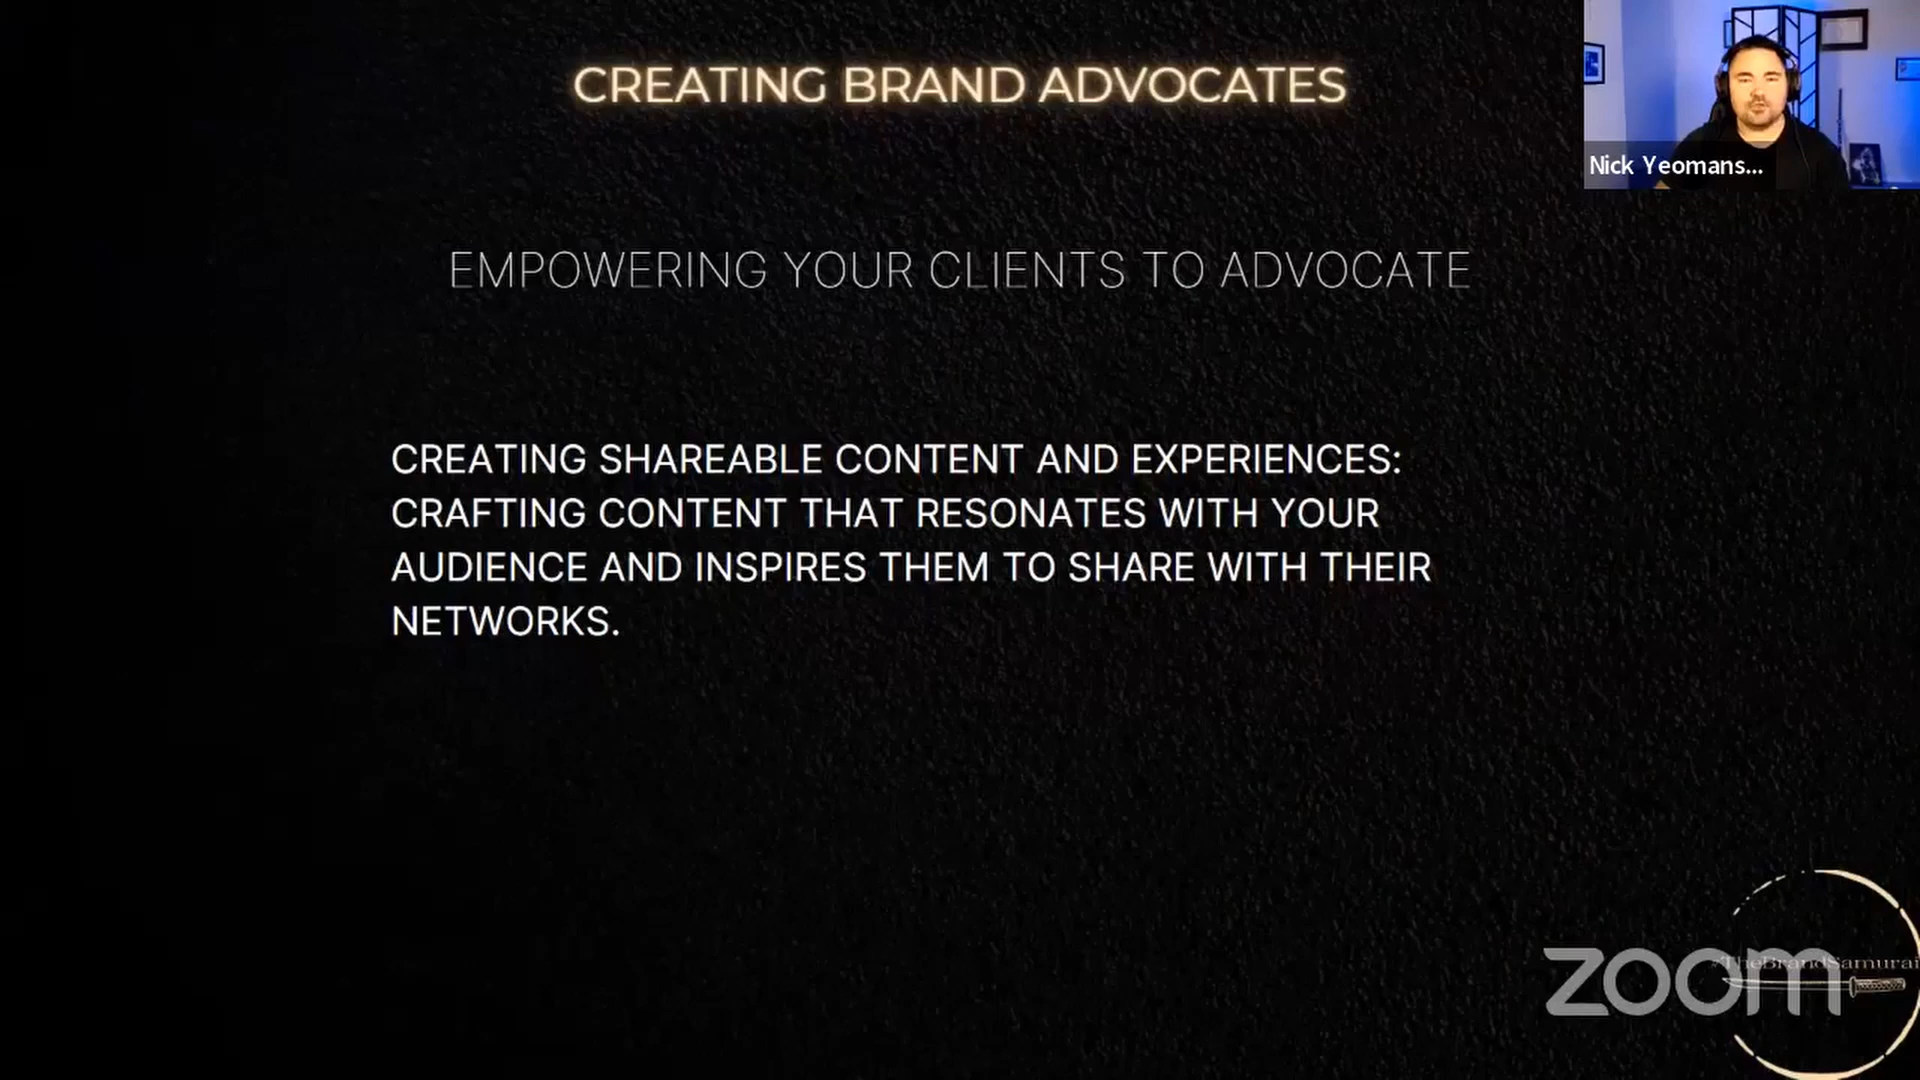 CREATING BRAND ADVOCATES
Nick Yeomans...
EMPOWERING YOUR CLIENTS TO ADVOCATE
CREATING SHAREABLE CONTENT AND EXPERIENCES:
CRAFTING CONTENT THAT RESONATES WITH YOUR
AUDIENCE AND INSPIRES THEM TO SHARE WITH THEIR
NETWORKS.
TheBrandSamurai
zoom